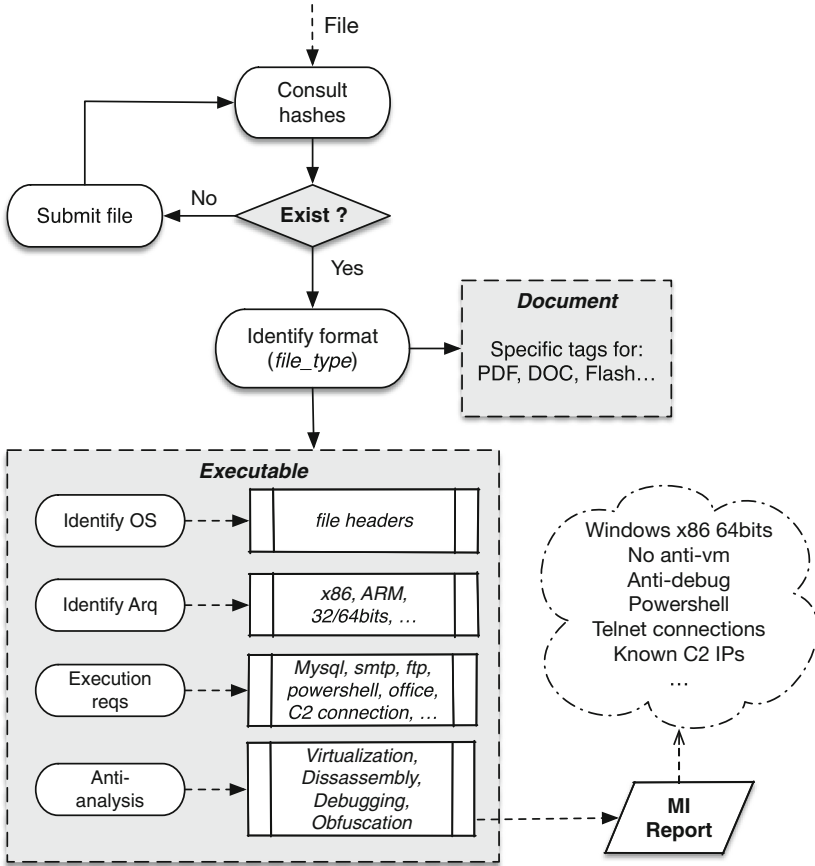 File
Consult
hashes
No
Submit file
Exist ?
Yes
Identify format
(file_type)
Document
Specific tags for:
PDF, DOC, Flash…
Executable
Identify OS
file headers
Identify Arq
x86, ARM,
32/64bits, …
Execution
reqs
Mysql, smtp, ftp,
powershell, office,
C2 connection, …
Anti-
analysis
Virtualization,
Dissassembly,
Debugging,
Obfuscation
Windows x86 64bits
No anti-vm
Anti-debug
Powershell
Telnet connections
Known C2 IPs
…
MI
Report